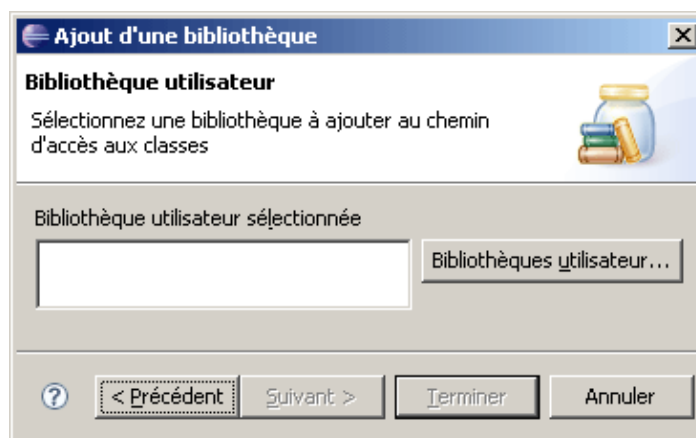 Ajout d'une bibliothèque
Bibliothèque utilisateur
Sélectionnez une bibliothèque à ajouter au chemin
d'accès aux classes
Bibliothèque utilisateur sélectionnée
Bibliothèques utilisateur...
? < Précédent Suivant > Terminer Annuler